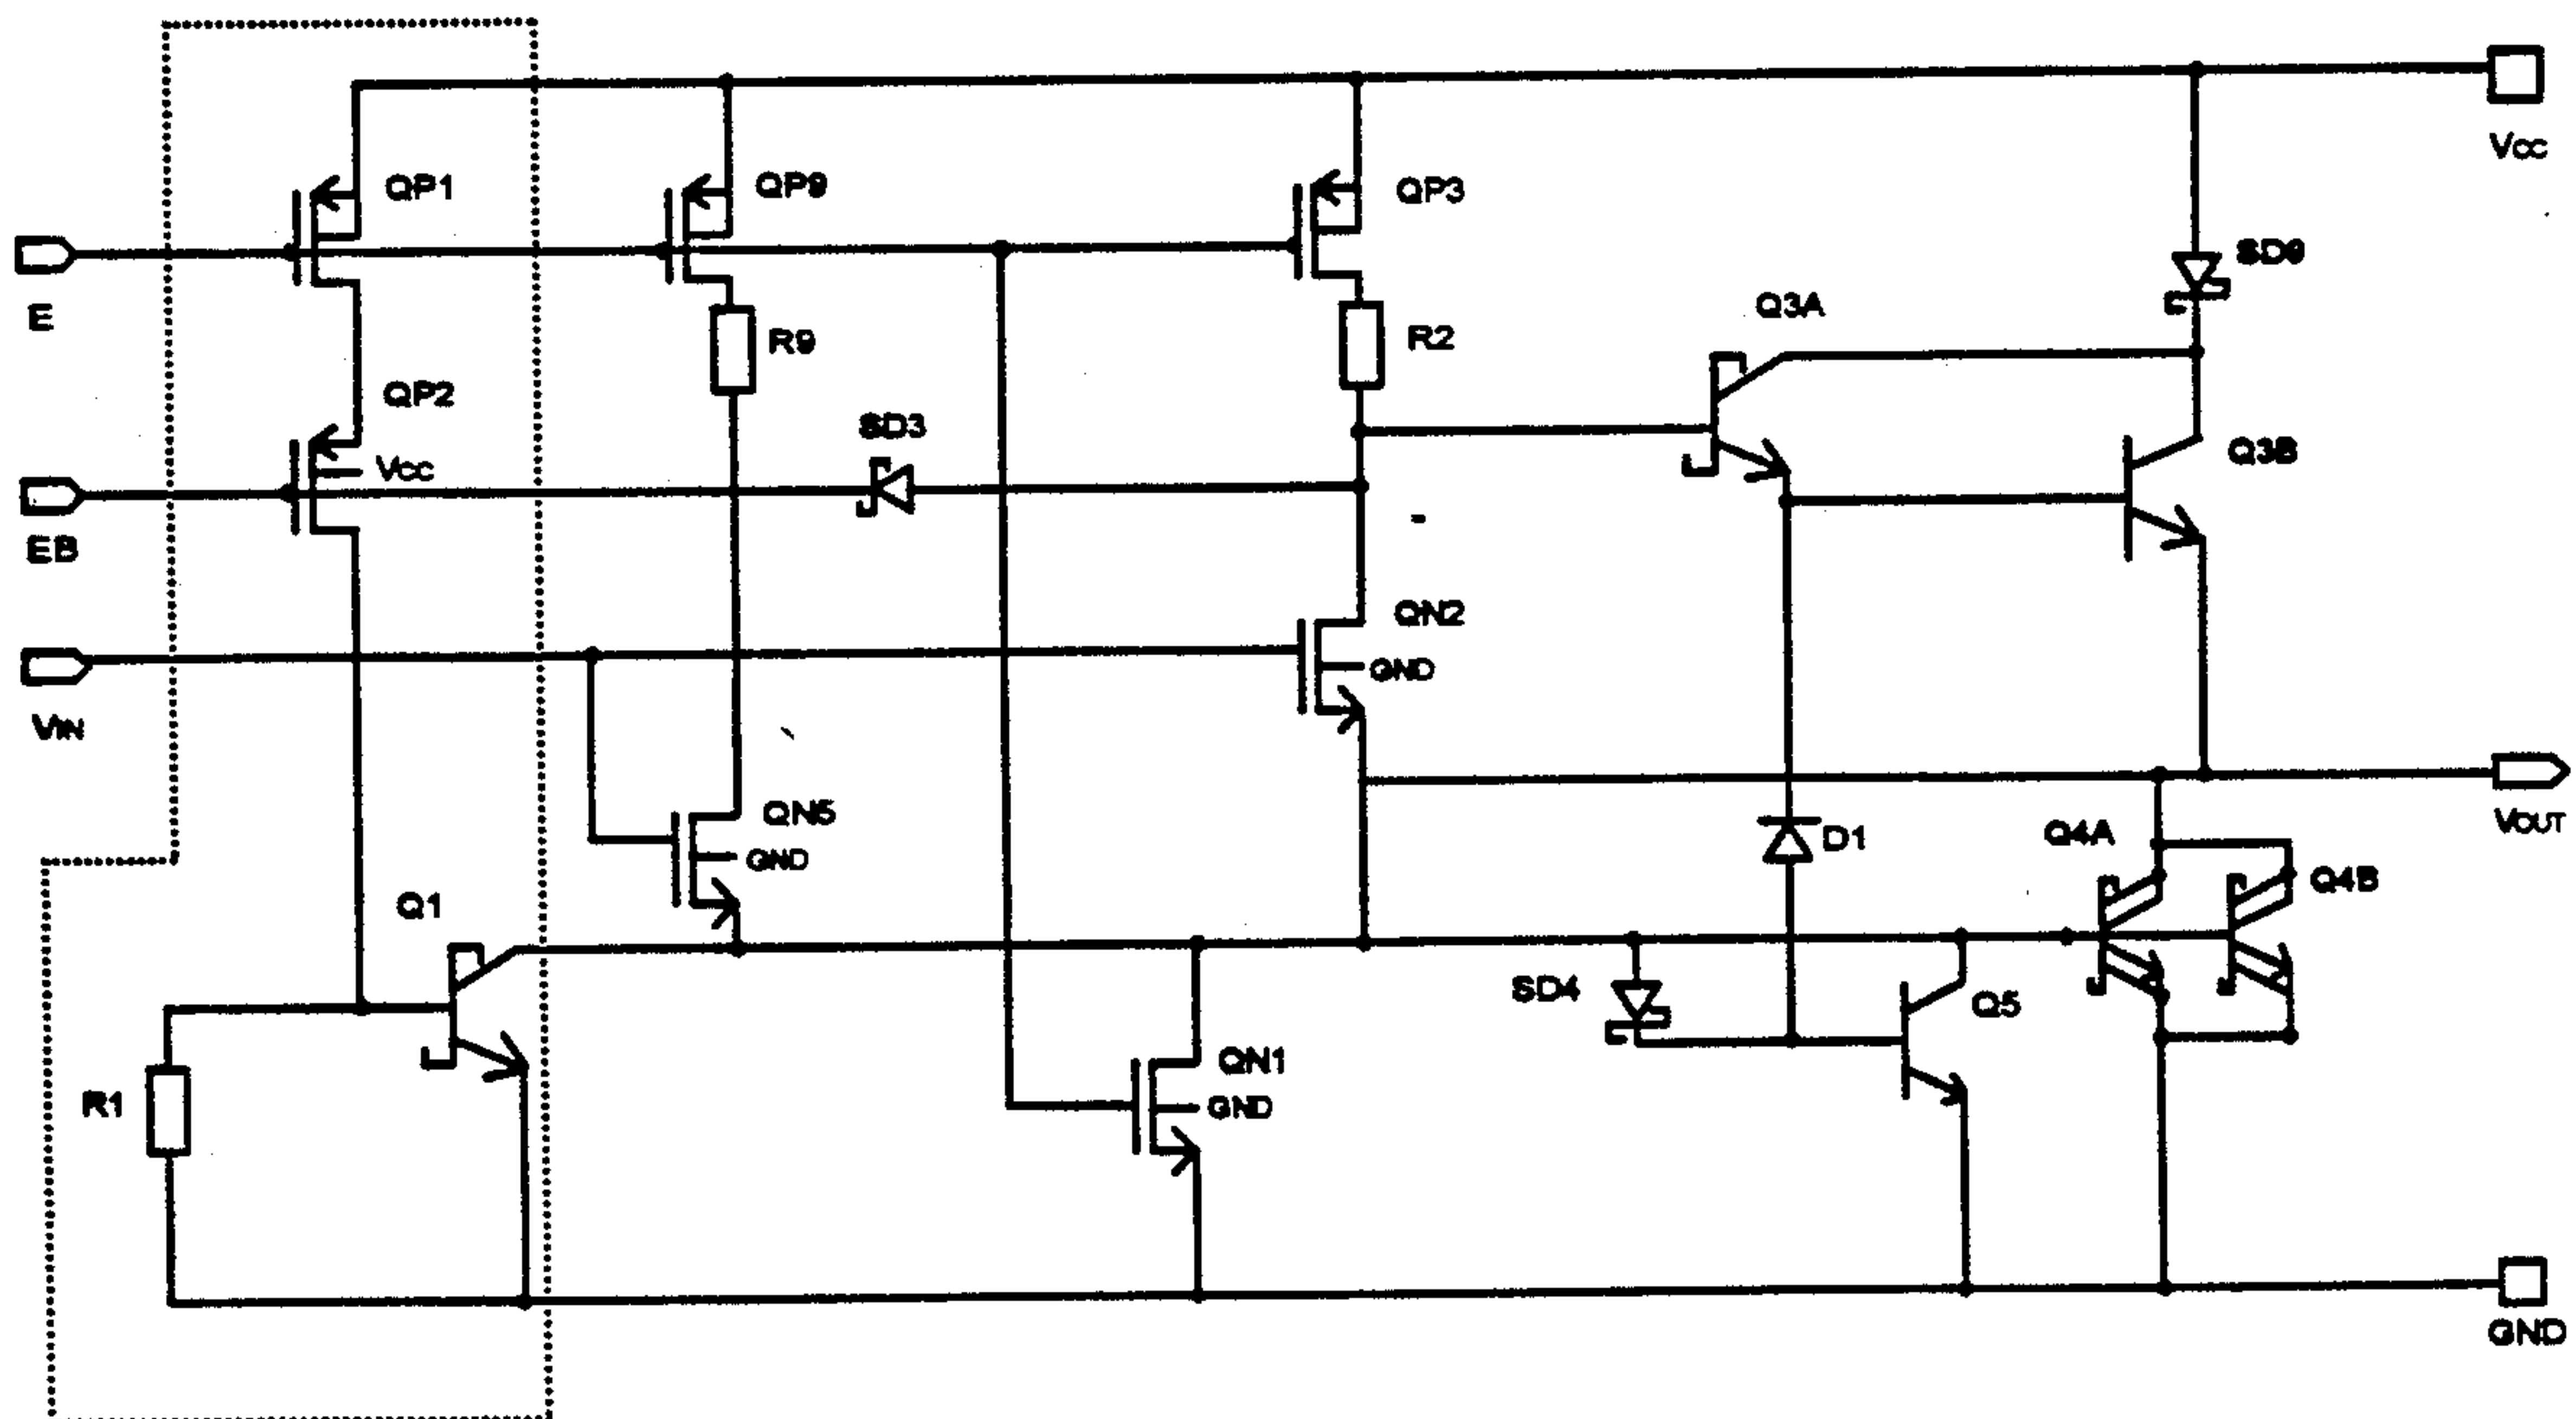 Vcc
QP1
QP9
QP3
E
SD9
Q3A
R9
R2
QP2
SD3
Vcc
Q3B
EB
QN2
GND
VIN
QN5
GND
D1
Q4A
VOUT
Q1
Q4B
SD4
Q5
QN1
GND
R1
GND